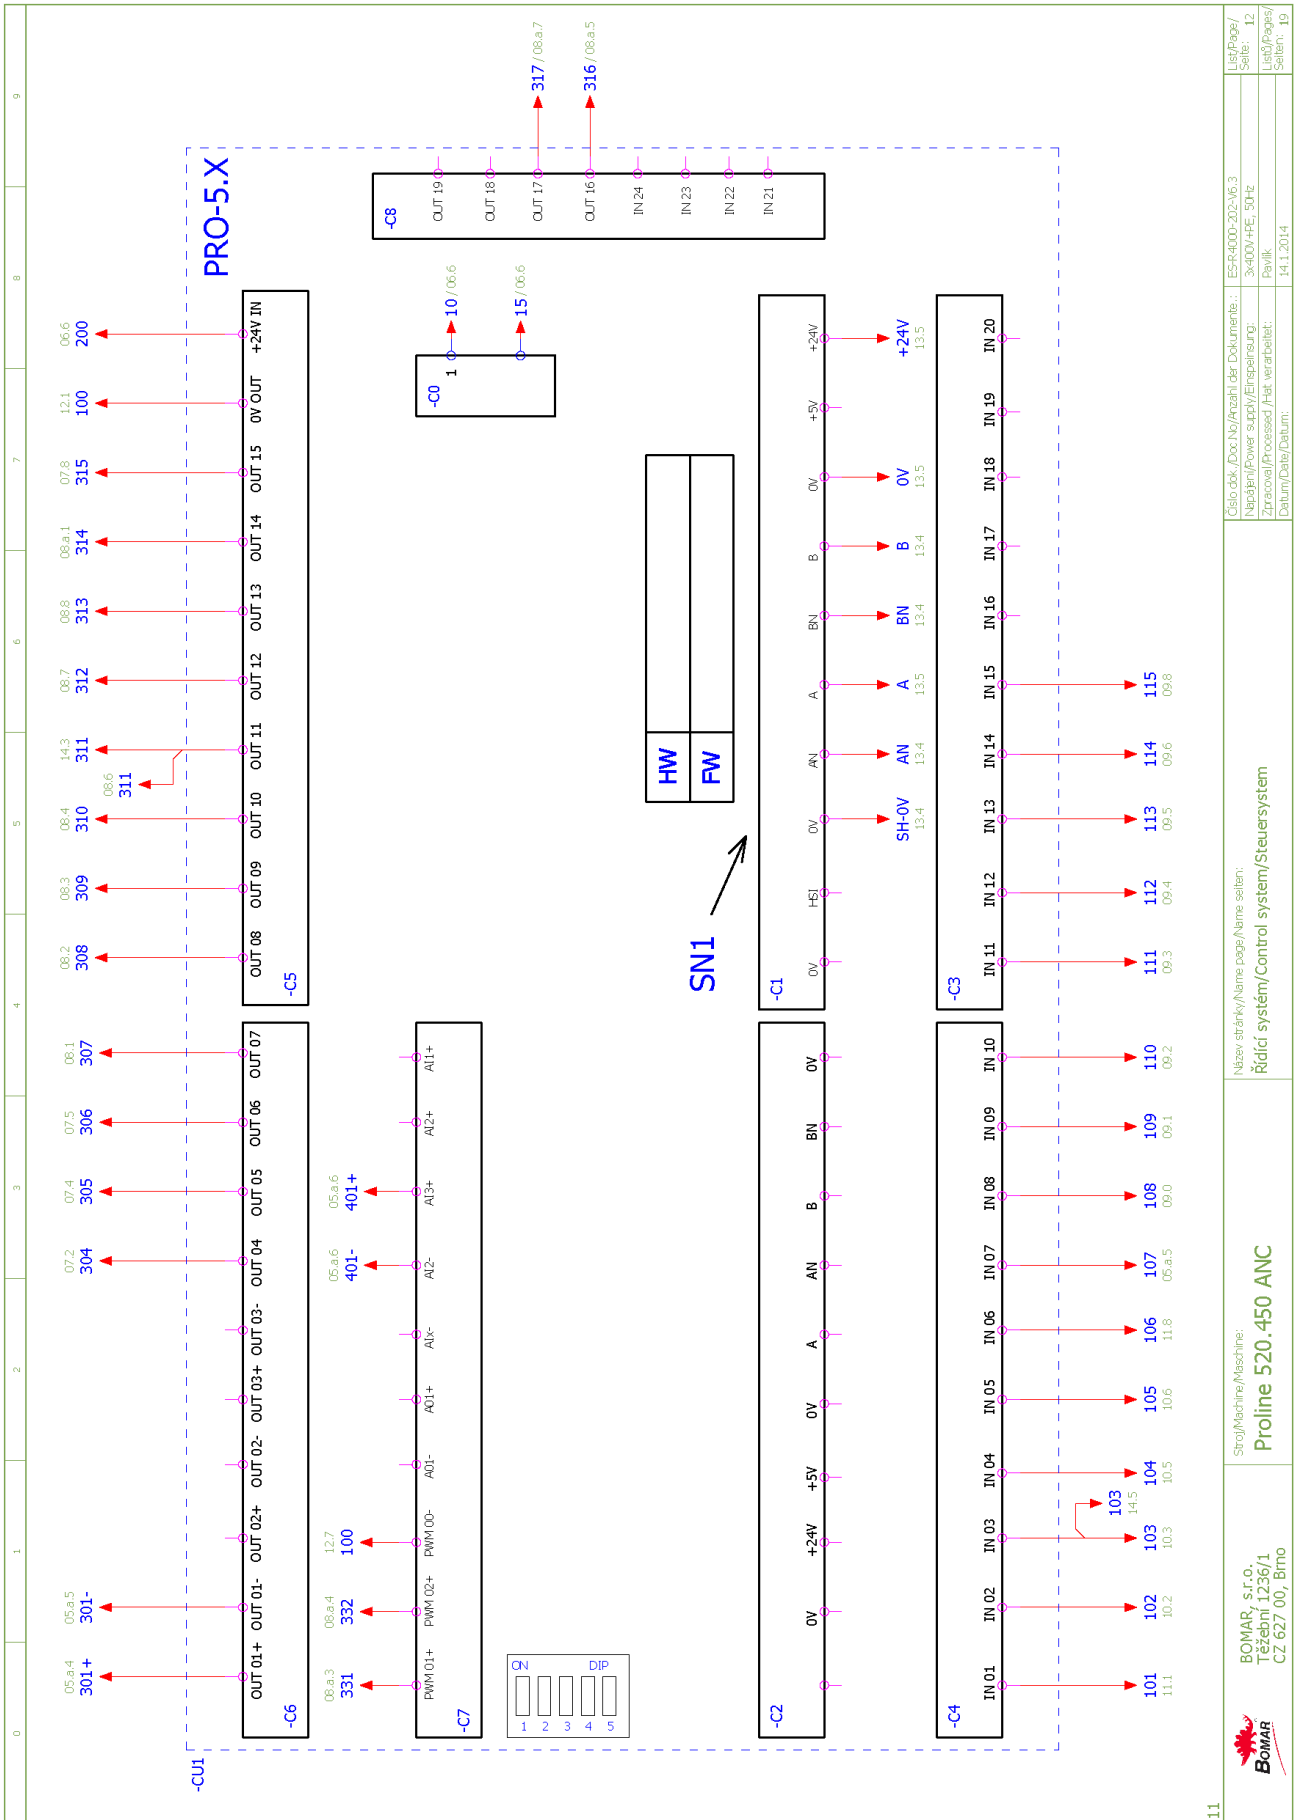 0 1 2 3 4 5 6 7 8 9
-CU1
PRO-5.X
05.a.4 05.a.5 07.2 07.4 07.5 08.1 08.2 08.3 08.4 14.3 08.7 08.8 08.a.1 07.8 12.1 06.6
301+ 301- 304 305 306 307 308 309 310 311 312 313 314 315 100 200
08.6
311
OUT 01+ OUT 01- OUT 02+ OUT 02- OUT 03+ OUT 03- OUT 04 OUT 05 OUT 06 OUT 07
-C6
OUT 08 OUT 09 OUT 10 OUT 11 OUT 12 OUT 13 OUT 14 OUT 15 0V OUT +24V IN
-C5
08.a.3 08.a.4 12.7 05.a.6 05.a.6
331 332 100 401- 401+
PWM 01+ PWM 02+ PWM 00- A01- A01+ AIx- AI2- AI3+ AI2+ AI1+
-C7
-C0
1
10 / 06.6
15 / 06.6
-C8
OUT 19
OUT 18
OUT 17
OUT 16
IN 24
IN 23
IN 22
IN 21
317 / 08.a.7
316 / 08.a.5
ON DIP
1 2 3 4 5
HW
FW
SN1
-C2
0V +24V +5V 0V A AN B BN 0V
-C1
0V HSI 0V AN A BN B 0V +5V +24V
SH-0V AN A BN B 0V +24V
13.4 13.4 13.5 13.4 13.4 13.5 13.5
-C4
IN 01 IN 02 IN 03 IN 04 IN 05 IN 06 IN 07 IN 08 IN 09 IN 10
-C3
IN 11 IN 12 IN 13 IN 14 IN 15 IN 16 IN 17 IN 18 IN 19 IN 20
103
14.5
101 102 103 104 105 106 107 108 109 110 111 112 113 114 115
11.1 10.2 10.3 10.5 10.6 11.8 05.a.5 09.0 09.1 09.2 09.3 09.4 09.5 09.6 09.8
11
BOMAR
BOMAR, s.r.o.
Těžební 1236/1
CZ 627 00, Brno
Stroj/Machine/Maschine:
Proline 520.450 ANC
Název stránky/Name page/Name seiten:
Řídící systém/Control system/Steuersystem
Číslo dok./Doc.No/Anzahl der Dokumente.: ES-R4000-202-V6.3
Napájení/Power supply/Einspeinsung: 3x400V+PE, 50Hz
Zpracoval/Processed /Hat verarbeitet: Pavlík
Datum/Date/Datum: 14.1.2014
List/Page/
Seite: 12
Listů/Pages/
Seiten: 19